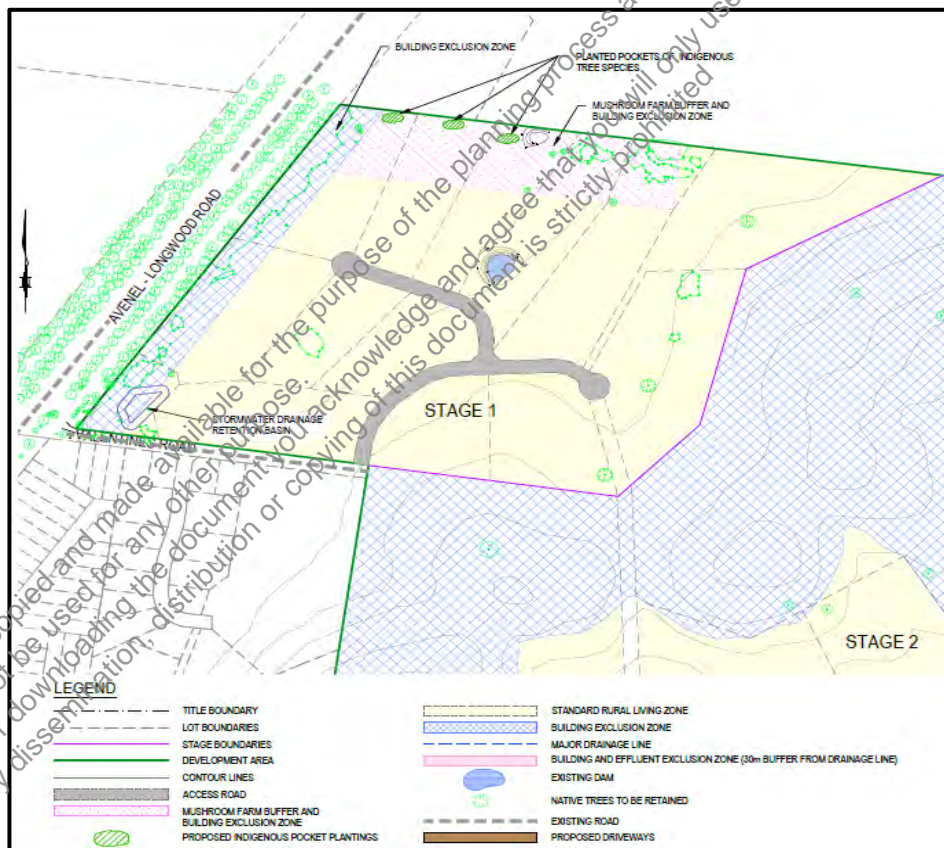 BUILDING EXCLUSION ZONE
PLANTED POCKETS OF INDIGENOUS
TREE SPECIES
MUSHROOM FARM BUFFER AND
BUILDING EXCLUSION ZONE
AVENEL - LONGWOOD ROAD
STAGE 1
STORMWATER DRAINAGE
RETENTION BASIN
ROAD
STAGE 2
copied and made available for the purpose of the planning process
not be used for any other purpose.
downloading the document you acknowledge and agree that you will only use
dissemination, distribution or copying of this document is strictly prohibited
LEGEND
TITLE BOUNDARY
LOT BOUNDARIES
STAGE BOUNDARIES
DEVELOPMENT AREA
CONTOUR LINES
ACCESS ROAD
MUSHROOM FARM BUFFER AND
BUILDING EXCLUSION ZONE
PROPOSED INDIGENOUS POCKET PLANTINGS
STANDARD RURAL LIVING ZONE
BUILDING EXCLUSION ZONE
MAJOR DRAINAGE LINE
BUILDING AND EFFLUENT EXCLUSION ZONE (30m BUFFER FROM DRAINAGE LINE)
EXISTING DAM
NATIVE TREES TO BE RETAINED
EXISTING ROAD
PROPOSED DRIVEWAYS